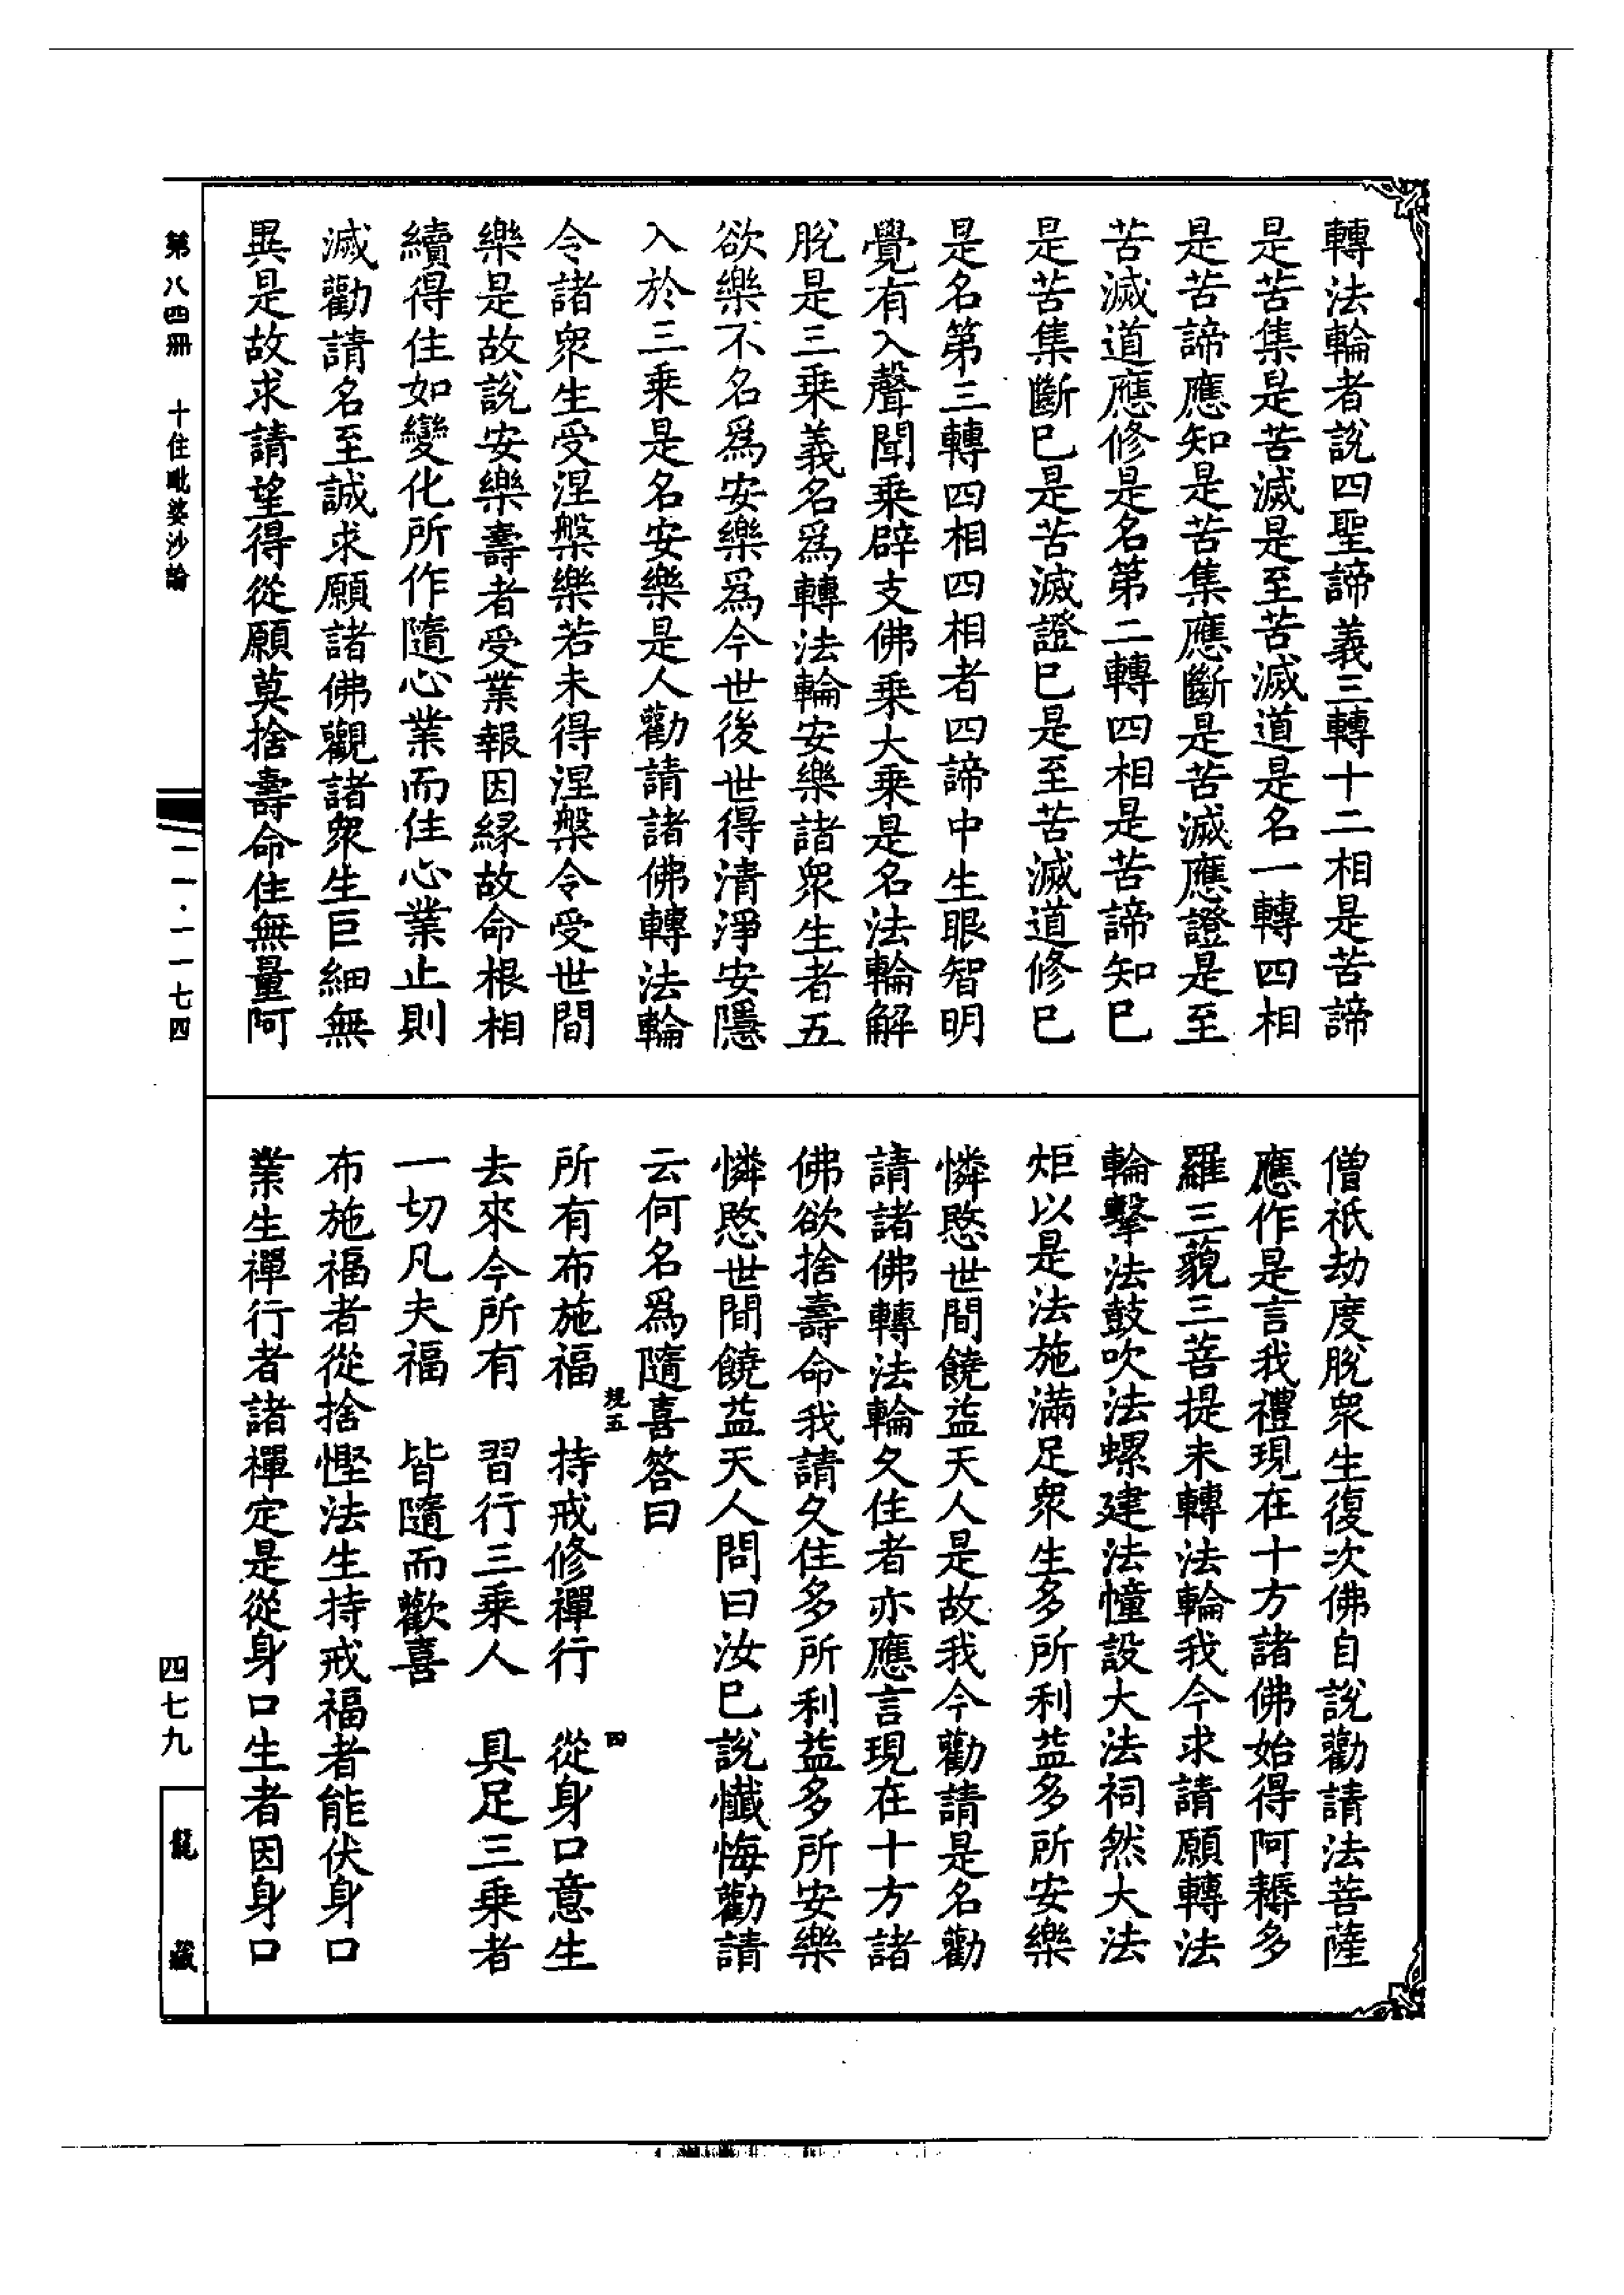 轉法輪者說四聖諦義三轉十二相是苦諦
是苦集是苦滅是至苦滅道是名一轉四相
是苦諦應知是苦集應斷是苦滅應證是至
苦滅道應修是名第二轉四相是苦諦知已
是苦集斷已是苦滅證已是至苦滅道修已
是名第三轉四相四相者四諦中生眼智明
覺有入聲聞乗辟支佛乗大乗是名法輪解
脫是三乗義名爲轉法輪安樂諸衆生者五
欲樂不名爲安樂爲今世後世得清淨安隱
入於三乗是名安樂是人勸請諸佛轉法輪
令諸衆生受涅槃樂若未得涅槃令受世間
樂是故說安樂壽者受業報因縁故命根相
續得住如變化所作隨心業而住心業止則
滅勸請名至誠求願諸佛觀諸衆生巨細無
異是故求請望得從願莫捨壽命住無量阿
僧祇劫度脫衆生復次佛自說勸請法菩薩
應作是言我禮現在十方諸佛始得阿耨多
羅三藐三菩提未轉法輪我今求請願轉法
輪擊法鼓吹法螺建法幢設大法祠然大法
炬以是法施滿足衆生多所利益多所安樂
憐愍世間饒益天人是故我今勸請是名勸
請諸佛轉法輪久住者亦應言現在十方諸
佛欲捨壽命我請久住多所利益多所安樂
憐愍世間饒益天人問曰汝已說懺悔勸請
云何名爲隨喜答曰
規五 四
所有布施福 持戒修禪行 從身口意生
去來今所有 習行三乗人 具足三乗者
一切凡夫福 皆隨而歡喜
布施福者從捨慳法生持戒福者能伏身口
業生禪行者諸禪定是從身口生者因身口
第八四冊 十住毗婆沙論
二一·一一七四
四七九
龍藏